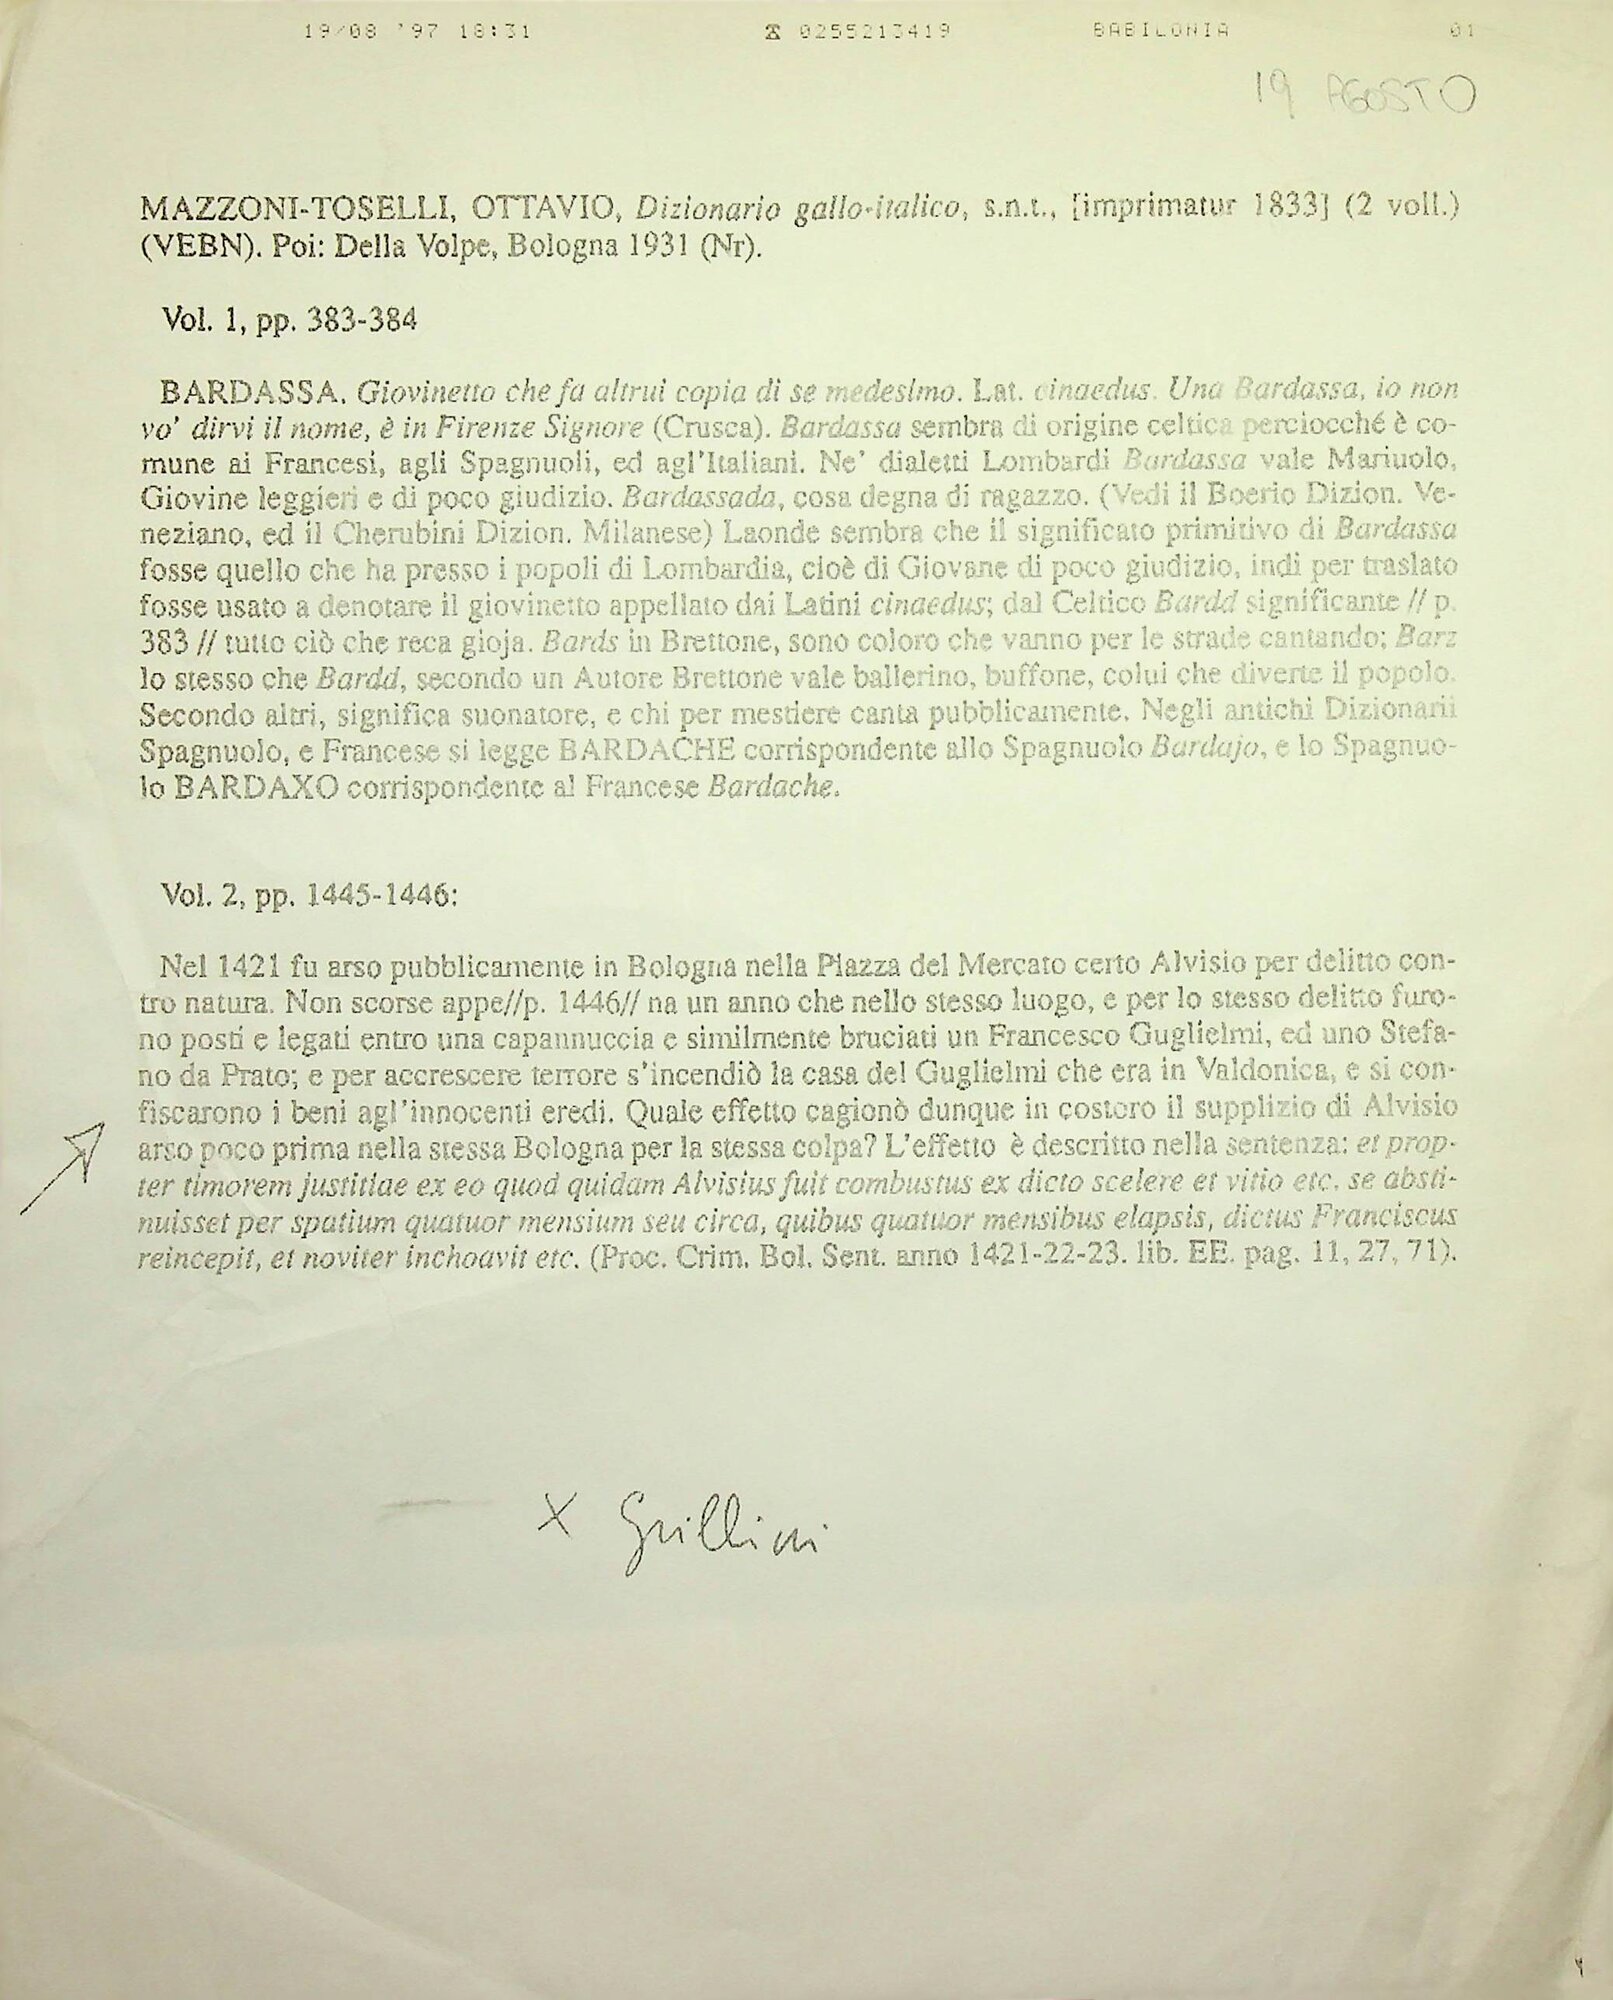 19/08 '97 18:31 ☎ 0255213419 BABILONIA 01
19 AGOSTO
MAZZONI-TOSELLI, OTTAVIO, Dizionario gallo-italico, s.n.t., [imprimatur 1833] (2 voll.)
(VEBN). Poi: Della Volpe, Bologna 1931 (Nr).
Vol. 1, pp. 383-384
BARDASSA. Giovinetto che fa altrui copia di se medesimo. Lat. cinaedus. Una Bardassa, io non
vo' dirvi il nome, è in Firenze Signore (Crusca). Bardassa sembra di origine celtica perciocché è co-
mune ai Francesi, agli Spagnuoli, ed agl'Italiani. Ne' dialetti Lombardi Bardassa vale Mariuolo,
Giovine leggieri e di poco giudizio. Bardassada, cosa degna di ragazzo. (Vedi il Boerio Dizion. Ve-
neziano, ed il Cherubini Dizion. Milanese) Laonde sembra che il significato primitivo di Bardassa
fosse quello che ha presso i popoli di Lombardia, cioè di Giovane di poco giudizio, indi per traslato
fosse usato a denotare il giovinetto appellato dai Latini cinaedus; dal Celtico Bardd significante // p.
383 // tutto ciò che reca gioja. Bards in Brettone, sono coloro che vanno per le strade cantando; Barz
lo stesso che Bardd, secondo un Autore Brettone vale ballerino, buffone, colui che diverte il popolo.
Secondo altri, significa suonatore, e chi per mestiere canta pubblicamente. Negli antichi Dizionarii
Spagnuolo, e Francese si legge BARDACHE corrispondente allo Spagnuolo Bardajo, e lo Spagnuo-
lo BARDAXO corrispondente al Francese Bardache.
Vol. 2, pp. 1445-1446:
Nel 1421 fu arso pubblicamente in Bologna nella Piazza del Mercato certo Alvisio per delitto con-
tro natura. Non scorse appe//p. 1446// na un anno che nello stesso luogo, e per lo stesso delitto furo-
no posti e legati entro una capannuccia e similmente bruciati un Francesco Guglielmi, ed uno Stefa-
no da Prato; e per accrescere terrore s'incendiò la casa del Guglielmi che era in Valdonica, e si con-
fiscarono i beni agl'innocenti eredi. Quale effetto cagionò dunque in costoro il supplizio di Alvisio
arso poco prima nella stessa Bologna per la stessa colpa? L'effetto è descritto nella sentenza: et prop-
ter timorem justitiae ex eo quod quidam Alvisius fuit combustus ex dicto scelere et vitio etc. se absti-
nuisset per spatium quatuor mensium seu circa, quibus quatuor mensibus elapsis, dictus Franciscus
reincepit, et noviter inchoavit etc. (Proc. Crim. Bol. Sent. anno 1421-22-23. lib. EE. pag. 11, 27, 71).
X Grillini